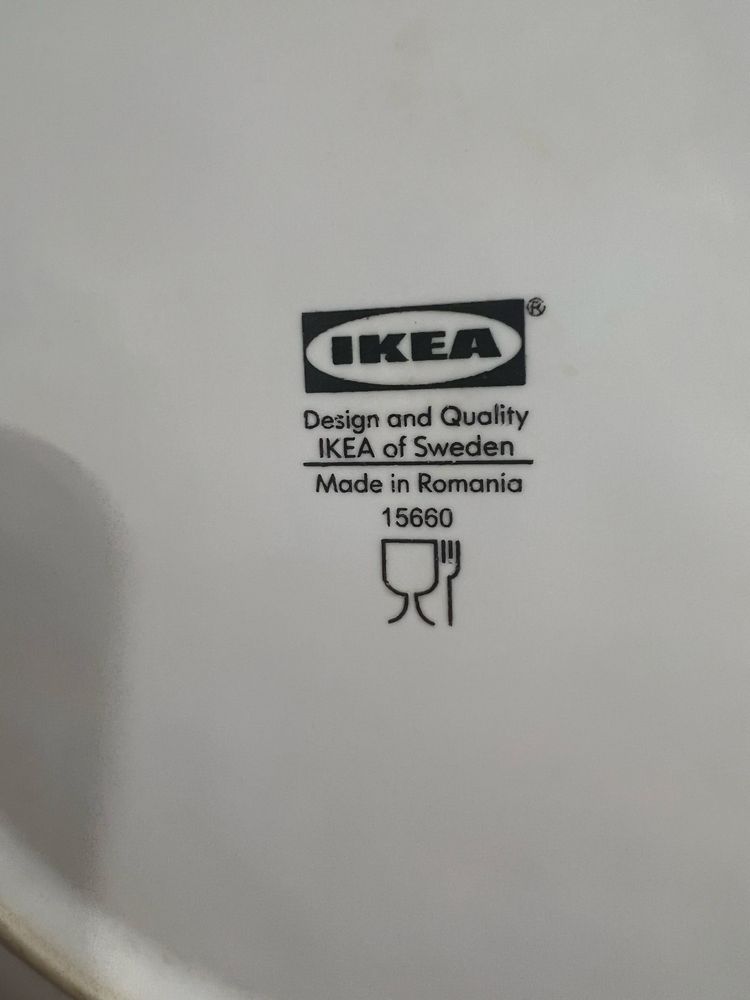 IKEA®
Design and Quality
IKEA of Sweden
Made in Romania
15660